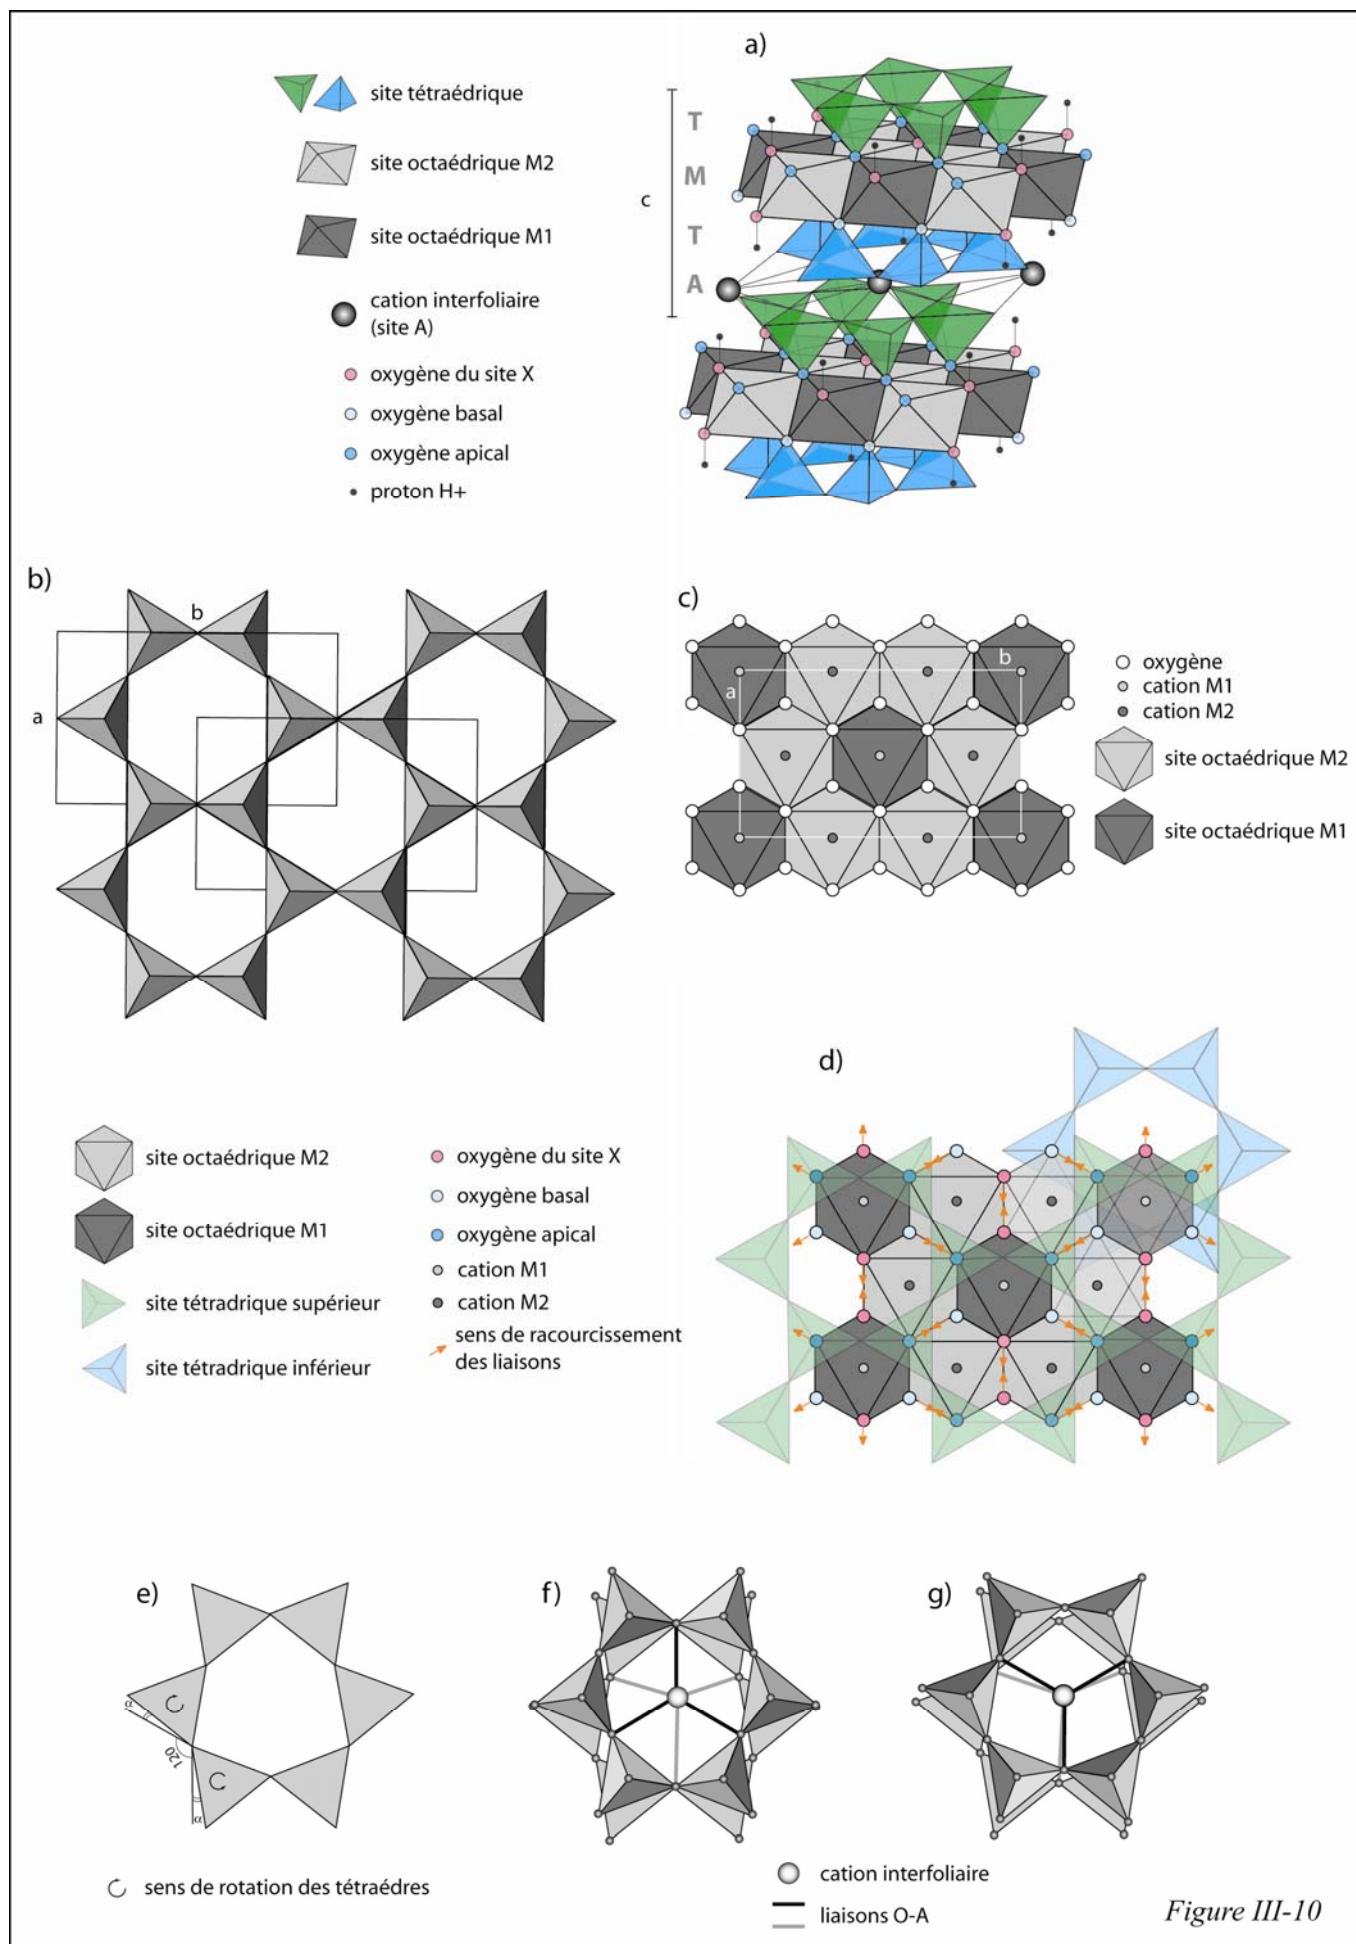 a)
site tétraédrique
site octaédrique M2
site octaédrique M1
cation interfoliaire
(site A)
oxygène du site X
oxygène basal
oxygène apical
proton H+
c
T
M
T
A
b)
b
a
c)
b
a
oxygène
cation M1
cation M2
site octaédrique M2
site octaédrique M1
d)
site octaédrique M2
site octaédrique M1
site tétradrique supérieur
site tétradrique inférieur
oxygène du site X
oxygène basal
oxygène apical
cation M1
cation M2
sens de racourcissement
des liaisons
e)
α
120
α
sens de rotation des tétraédres
f)
g)
cation interfoliaire
liaisons O-A
Figure III-10